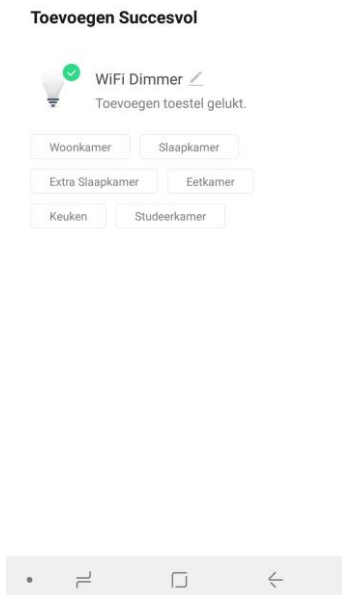 Toevoegen Succesvol
WiFi Dimmer
Toevoegen toestel gelukt.
Woonkamer Slaapkamer
Extra Slaapkamer Eetkamer
Keuken Studeerkamer